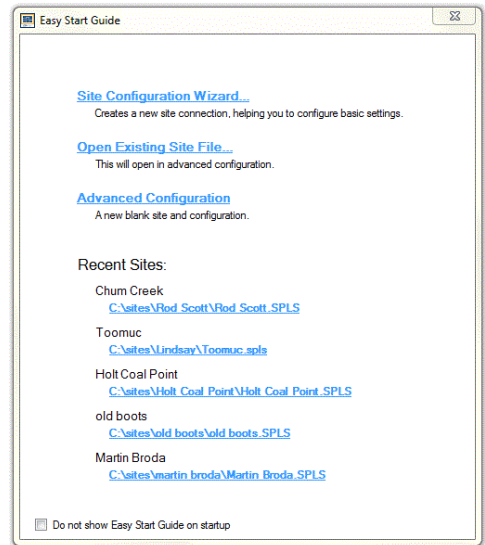 Easy Start Guide
Site Configuration Wizard...
Creates a new site connection, helping you to configure basic settings.
Open Existing Site File...
This will open in advanced configuration.
Advanced Configuration
A new blank site and configuration.
Recent Sites:
Chum Creek
C:\sites\Rod Scott\Rod Scott.SPLS
Toomuc
C:\sites\Lindsay\Toomuc.spls
Holt Coal Point
C:\sites\Holt Coal Point\Holt Coal Point.SPLS
old boots
C:\sites\old boots\old boots.SPLS
Martin Broda
C:\sites\martin broda\Martin Broda.SPLS
Do not show Easy Start Guide on startup